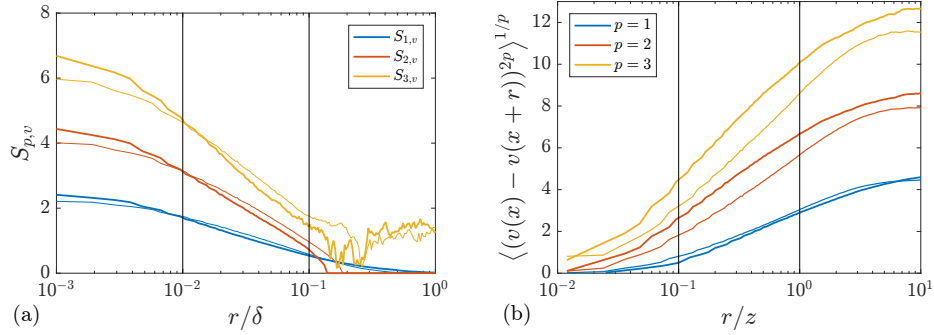 S_{p,v}
8
6
4
2
0
S_{1,v}
S_{2,v}
S_{3,v}
10^{-3} 10^{-2} 10^{-1} 10^{0}
r/δ
(a)
⟨(v(x) − v(x + r))^{2p}⟩^{1/p}
12
10
8
6
4
2
0
p = 1
p = 2
p = 3
10^{-2} 10^{-1} 10^{0} 10^{1}
r/z
(b)